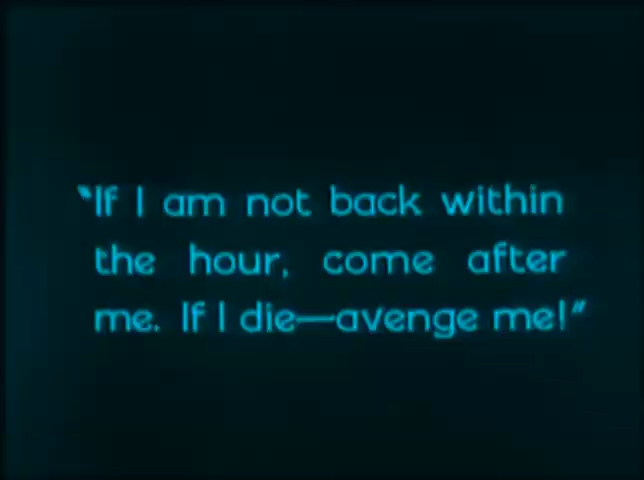 "If I am not back within
the hour, come after
me. If I die—avenge me!"